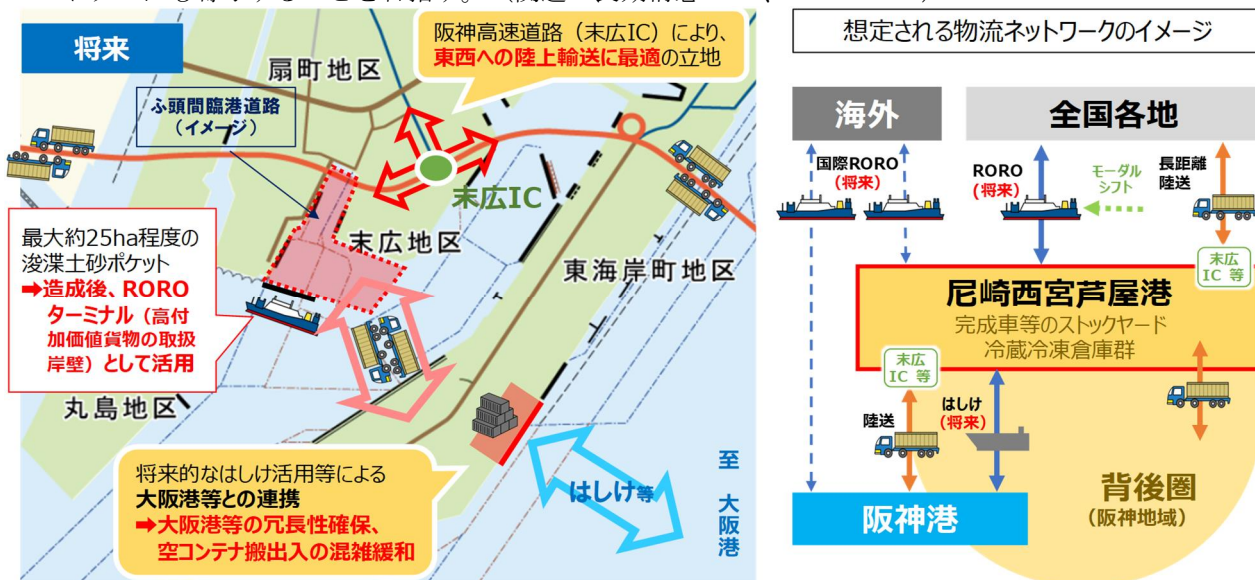 将来
扇町地区
ふ頭間臨港道路
（イメージ）
阪神高速道路（末広IC）により、
東西への陸上輸送に最適の立地
末広IC
末広地区
東海岸町地区
最大約25ha程度の
浚渫土砂ポケット
➡造成後、RORO
ターミナル（高付
加価値貨物の取扱
岸壁）として活用
丸島地区
将来的なはしけ活用等による
大阪港等との連携
➡大阪港等の冗長性確保、
空コンテナ搬出入の混雑緩和
はしけ等
至 大阪港
想定される物流ネットワークのイメージ
海外
全国各地
国際RORO
（将来）
RORO
（将来）
モーダル
シフト
長距離
陸送
末広
IC 等
尼崎西宮芦屋港
完成車等のストックヤード
冷蔵冷凍倉庫群
末広
IC 等
陸送
はしけ
（将来）
阪神港
背後圏
（阪神地域）